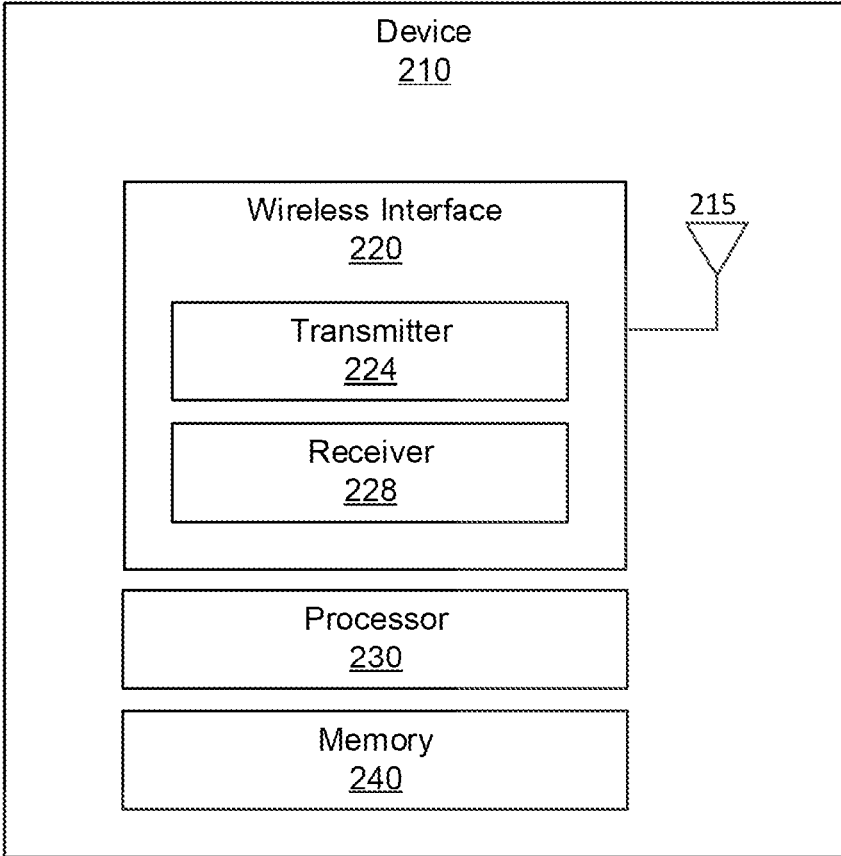 Device
210
Wireless Interface
220
215
Transmitter
224
Receiver
228
Processor
230
Memory
240